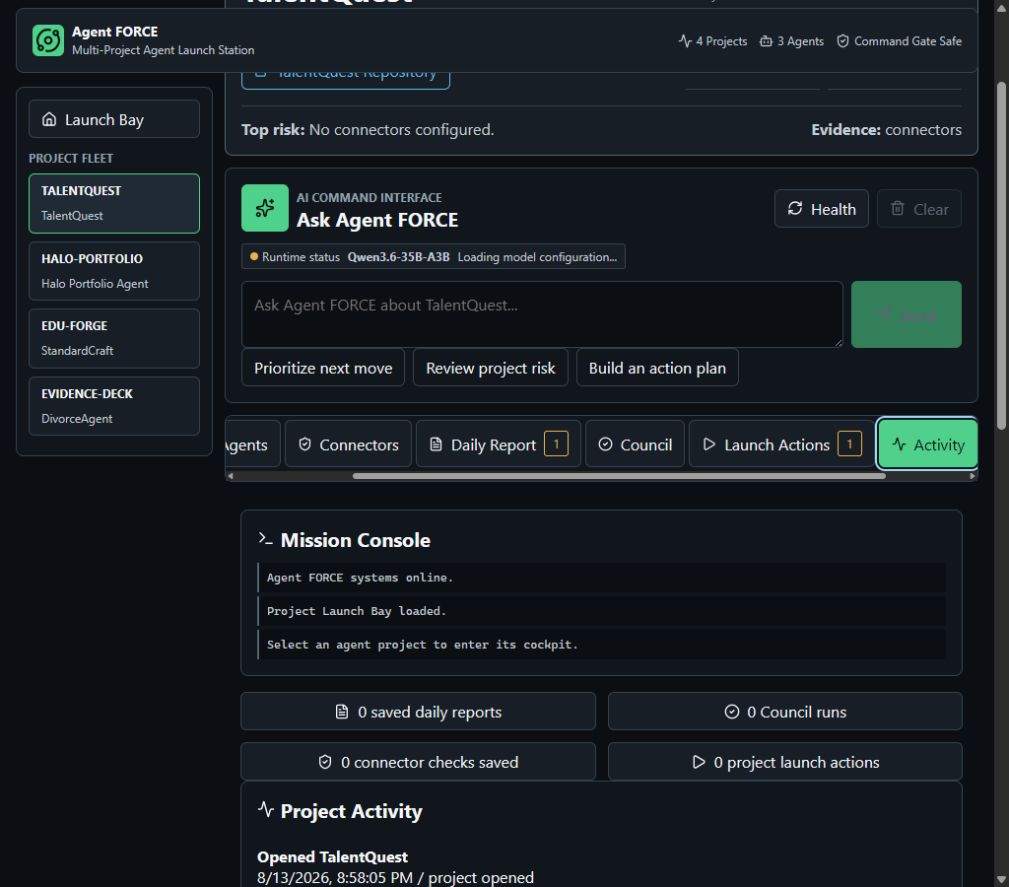 Agent FORCE
Multi-Project Agent Launch Station
4 Projects
3 Agents
Command Gate Safe
Launch Bay
PROJECT FLEET
TALENTQUEST
TalentQuest
HALO-PORTFOLIO
Halo Portfolio Agent
EDU-FORGE
StandardCraft
EVIDENCE-DECK
DivorceAgent
TalentQuest
TalentQuest Repository
Top risk: No connectors configured.
Evidence: connectors
AI COMMAND INTERFACE
Ask Agent FORCE
Health
Clear
Runtime status Qwen3.6-35B-A3B Loading model configuration...
Ask Agent FORCE about TalentQuest...
Send
Prioritize next move
Review project risk
Build an action plan
Agents
Connectors
Daily Report 1
Council
Launch Actions 1
Activity
Mission Console
Agent FORCE systems online.
Project Launch Bay loaded.
Select an agent project to enter its cockpit.
0 saved daily reports
0 Council runs
0 connector checks saved
0 project launch actions
Project Activity
Opened TalentQuest
8/13/2026, 8:58:05 PM / project opened